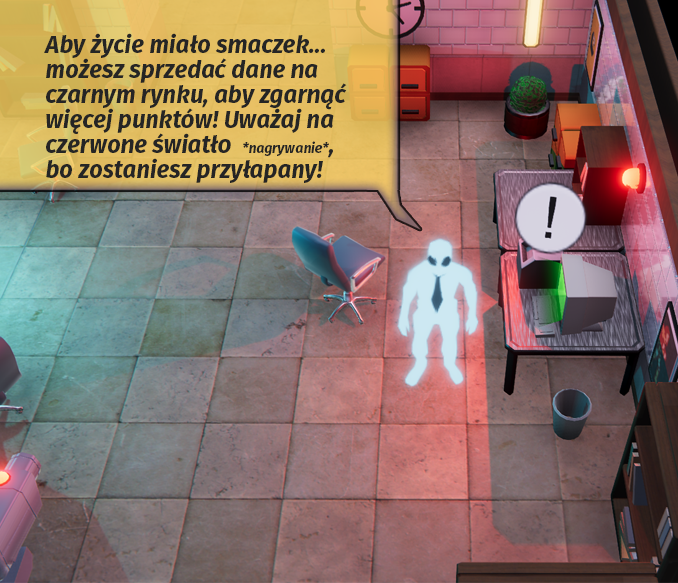 Aby życie miało smaczek...
możesz sprzedać dane na
czarnym rynku, aby zgarnąć
więcej punktów! Uważaj na
czerwone światło *nagrywanie*,
bo zostaniesz przyłapany!
!